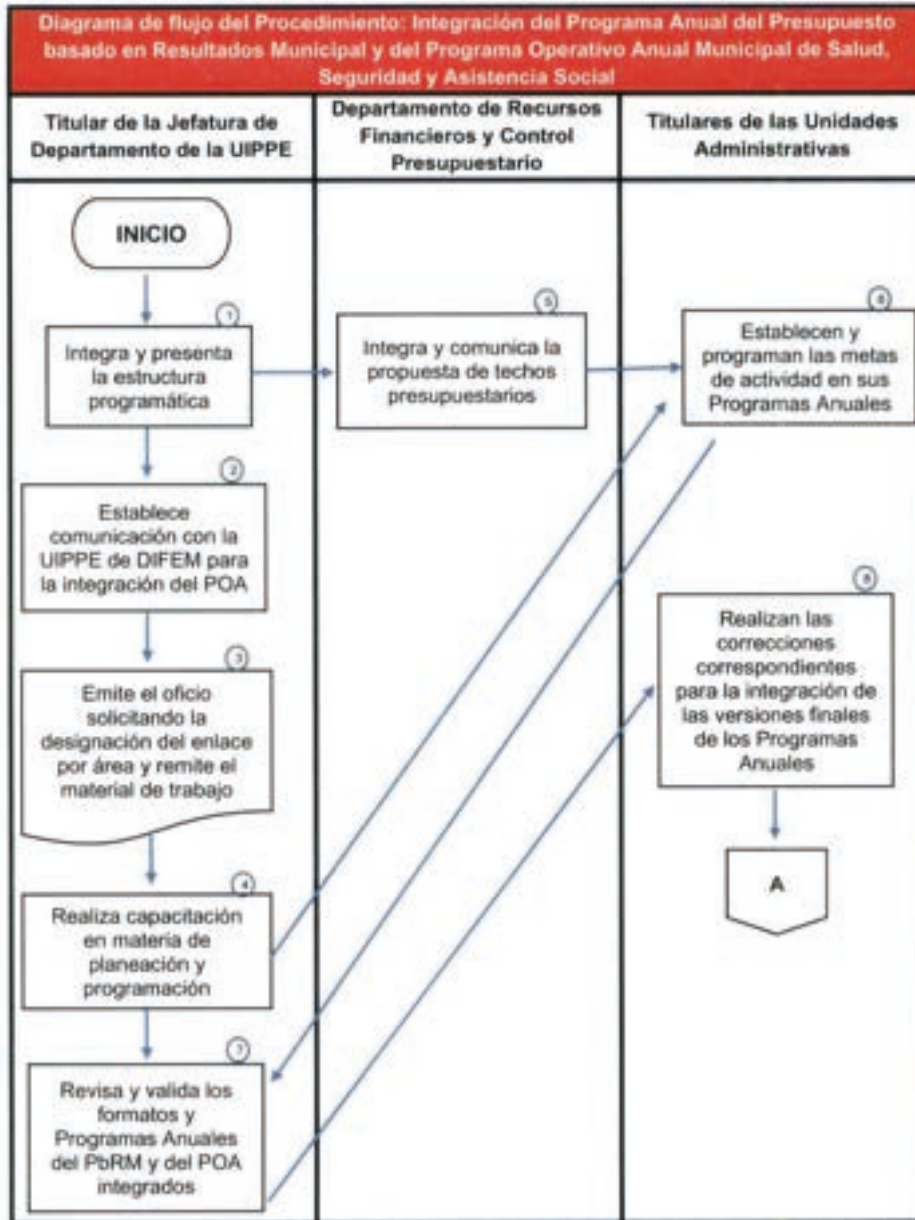 Diagrama de flujo del Procedimiento: Integración del Programa Anual del Presupuesto
basado en Resultados Municipal y del Programa Operativo Anual Municipal de Salud,
Seguridad y Asistencia Social
Titular de la Jefatura de
Departamento de la UIPPE
Departamento de Recursos
Financieros y Control
Presupuestario
Titulares de las Unidades
Administrativas
INICIO
1
Integra y presenta
la estructura
programática
5
Integra y comunica la
propuesta de techos
presupuestarios
6
Establecen y
programan las metas
de actividad en sus
Programas Anuales
2
Establece
comunicación con la
UIPPE de DIFEM para
la integración del POA
3
Emite el oficio
solicitando la
designación del enlace
por área y remite el
material de trabajo
8
Realizan las
correcciones
correspondientes
para la integración de
las versiones finales
de los Programas
Anuales
A
4
Realiza capacitación
en materia de
planeación y
programación
7
Revisa y valida los
formatos y
Programas Anuales
del PbRM y del POA
integrados